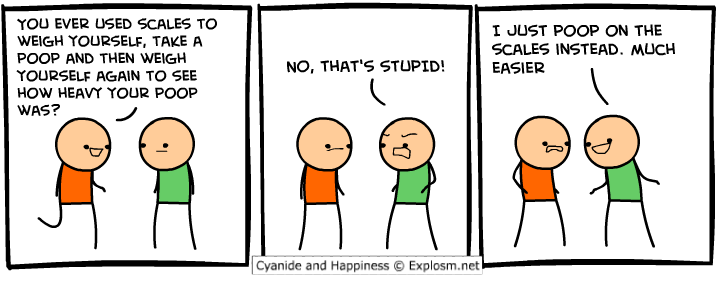 YOU EVER USED SCALES TO
WEIGH YOURSELF, TAKE A
POOP AND THEN WEIGH
YOURSELF AGAIN TO SEE
HOW HEAVY YOUR POOP
WAS?
NO, THAT'S STUPID!
I JUST POOP ON THE
SCALES INSTEAD. MUCH
EASIER
Cyanide and Happiness © Explosm.net